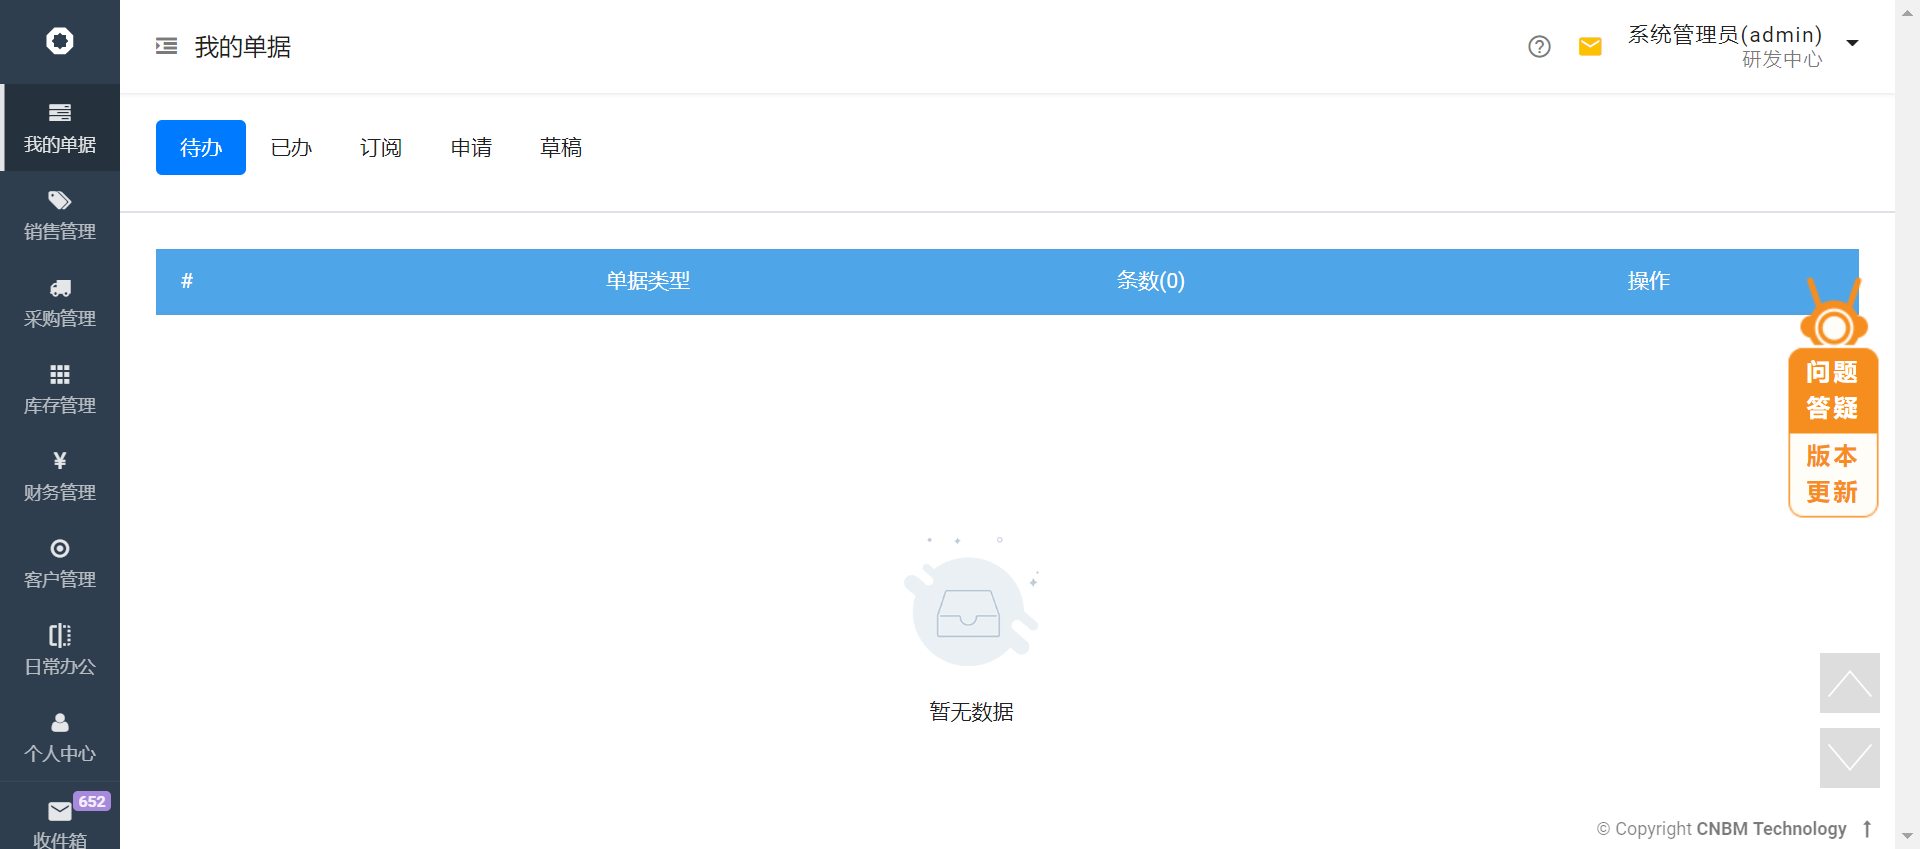 我的单据
系统管理员(admin)
研发中心
我的单据
销售管理
采购管理
库存管理
财务管理
客户管理
日常办公
个人中心
652
收件箱
待办 已办 订阅 申请 草稿
# 单据类型 条数(0) 操作
问题
答疑
版本
更新
暂无数据
© Copyright CNBM Technology